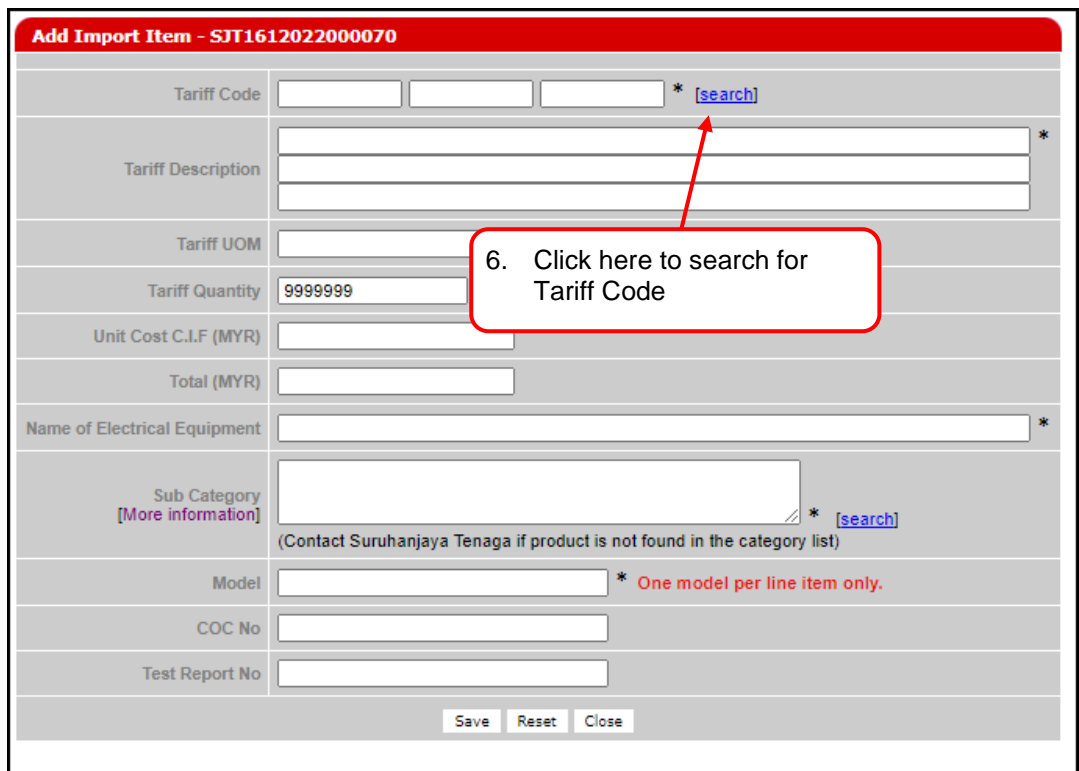 Add Import Item - SJT1612022000070
Tariff Code * [search]
Tariff Description *
Tariff UOM
6. Click here to search for
Tariff Code
Tariff Quantity 9999999
Unit Cost C.I.F (MYR)
Total (MYR)
Name of Electrical Equipment *
Sub Category
[More information] * [search]
(Contact Suruhanjaya Tenaga if product is not found in the category list)
Model * One model per line item only.
COC No
Test Report No
Save Reset Close